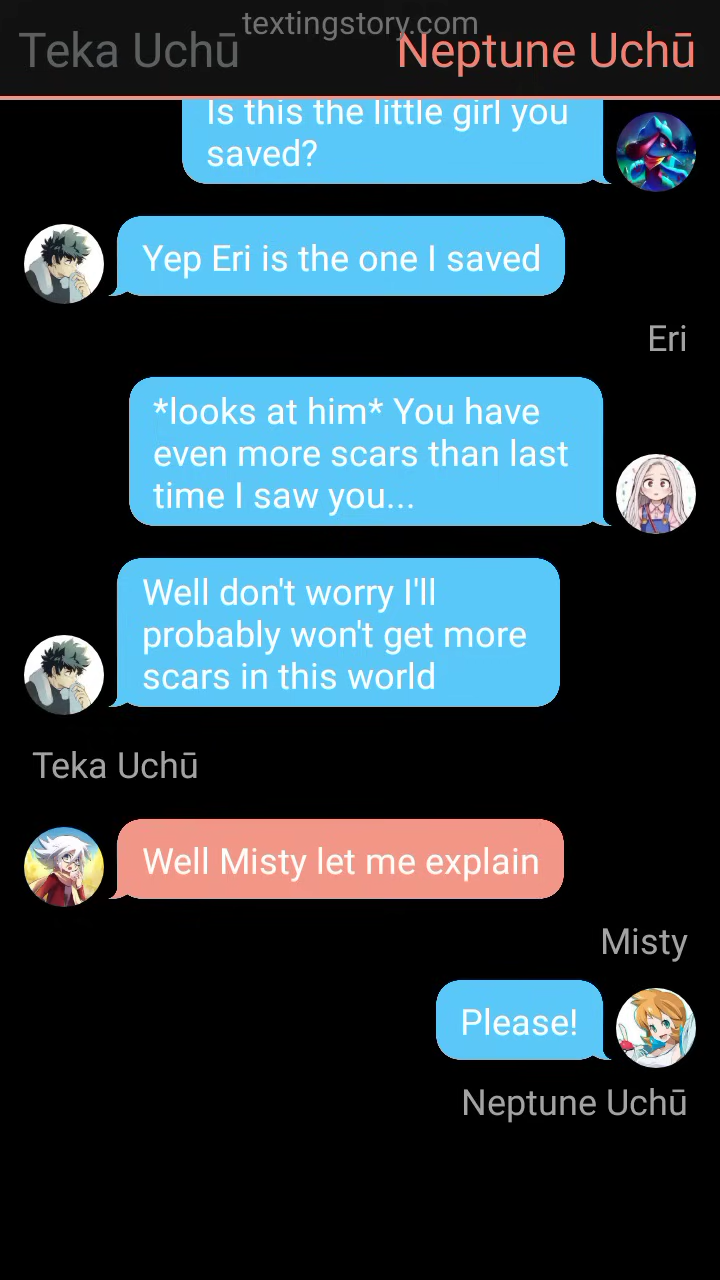 textingstory.com
Teka Uchū
Neptune Uchū
Is this the little girl you
saved?
Yep Eri is the one I saved
Eri
*looks at him* You have
even more scars than last
time I saw you...
Well don't worry I'll
probably won't get more
scars in this world
Teka Uchū
Well Misty let me explain
Misty
Please!
Neptune Uchū